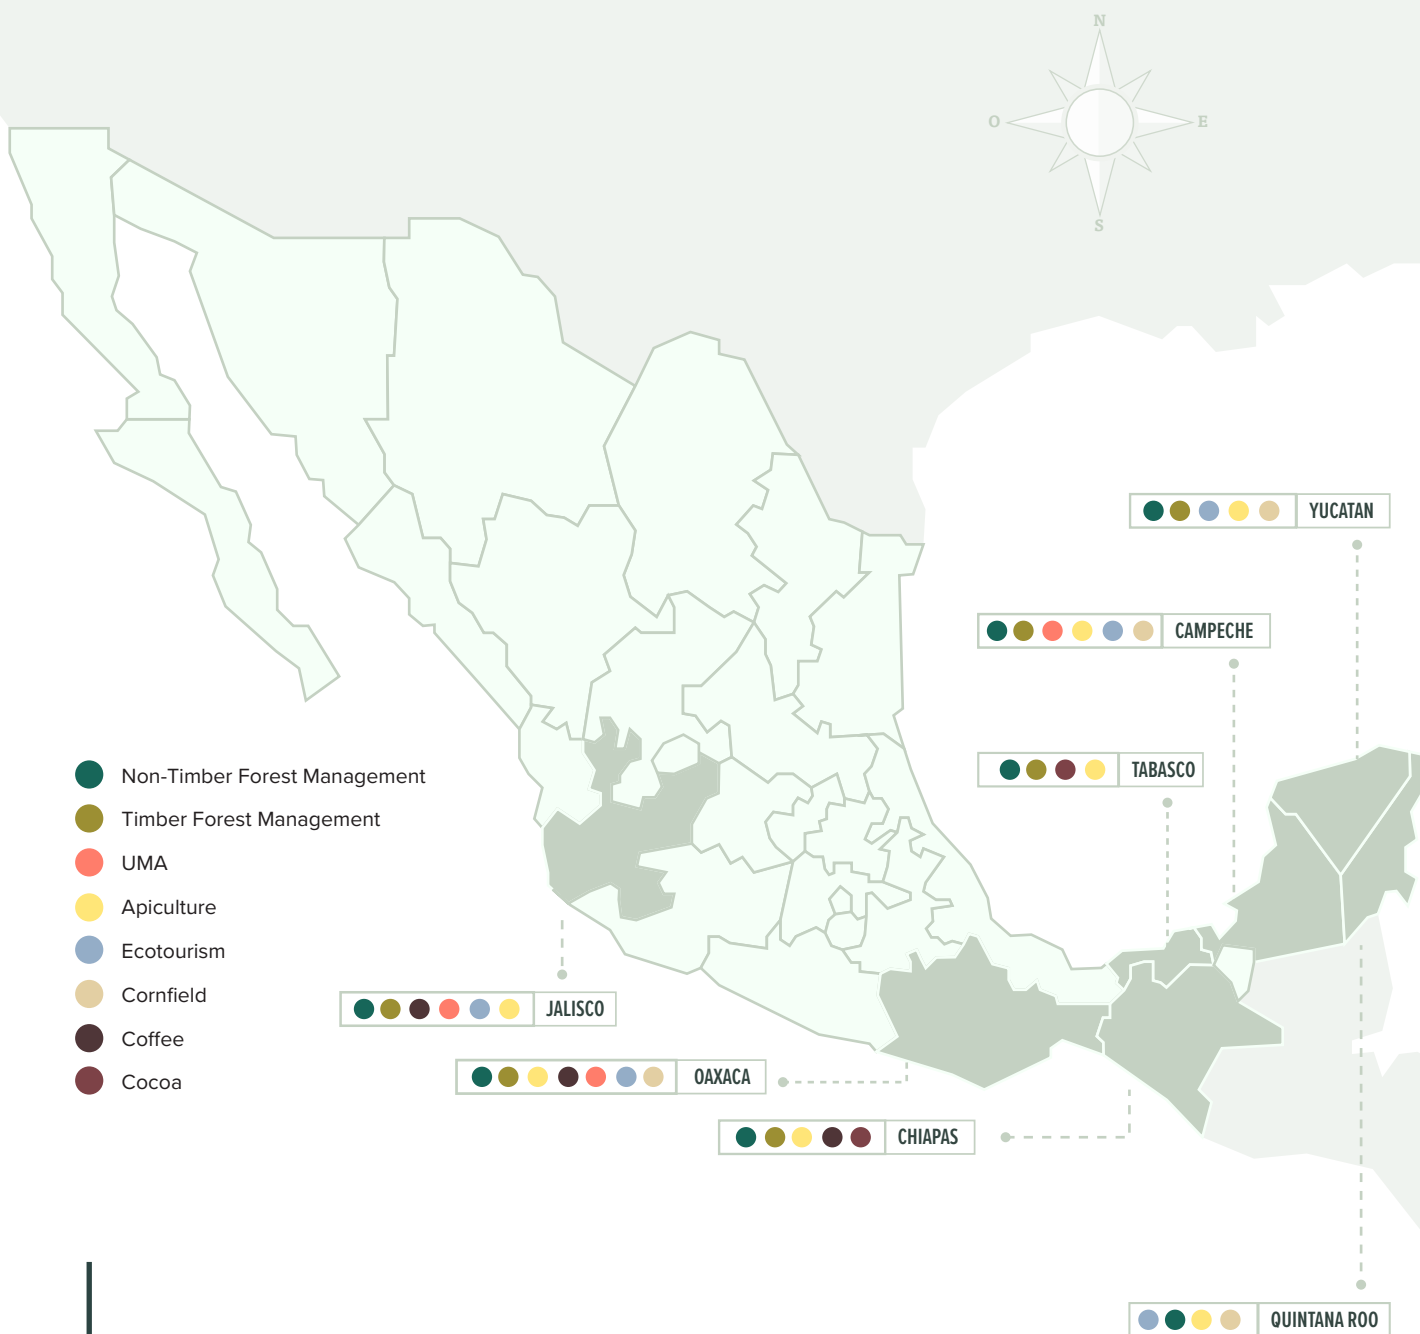 N
O
E
S
YUCATAN
CAMPECHE
TABASCO
Non-Timber Forest Management
Timber Forest Management
UMA
Apiculture
Ecotourism
Cornfield
Coffee
Cocoa
JALISCO
OAXACA
CHIAPAS
QUINTANA ROO